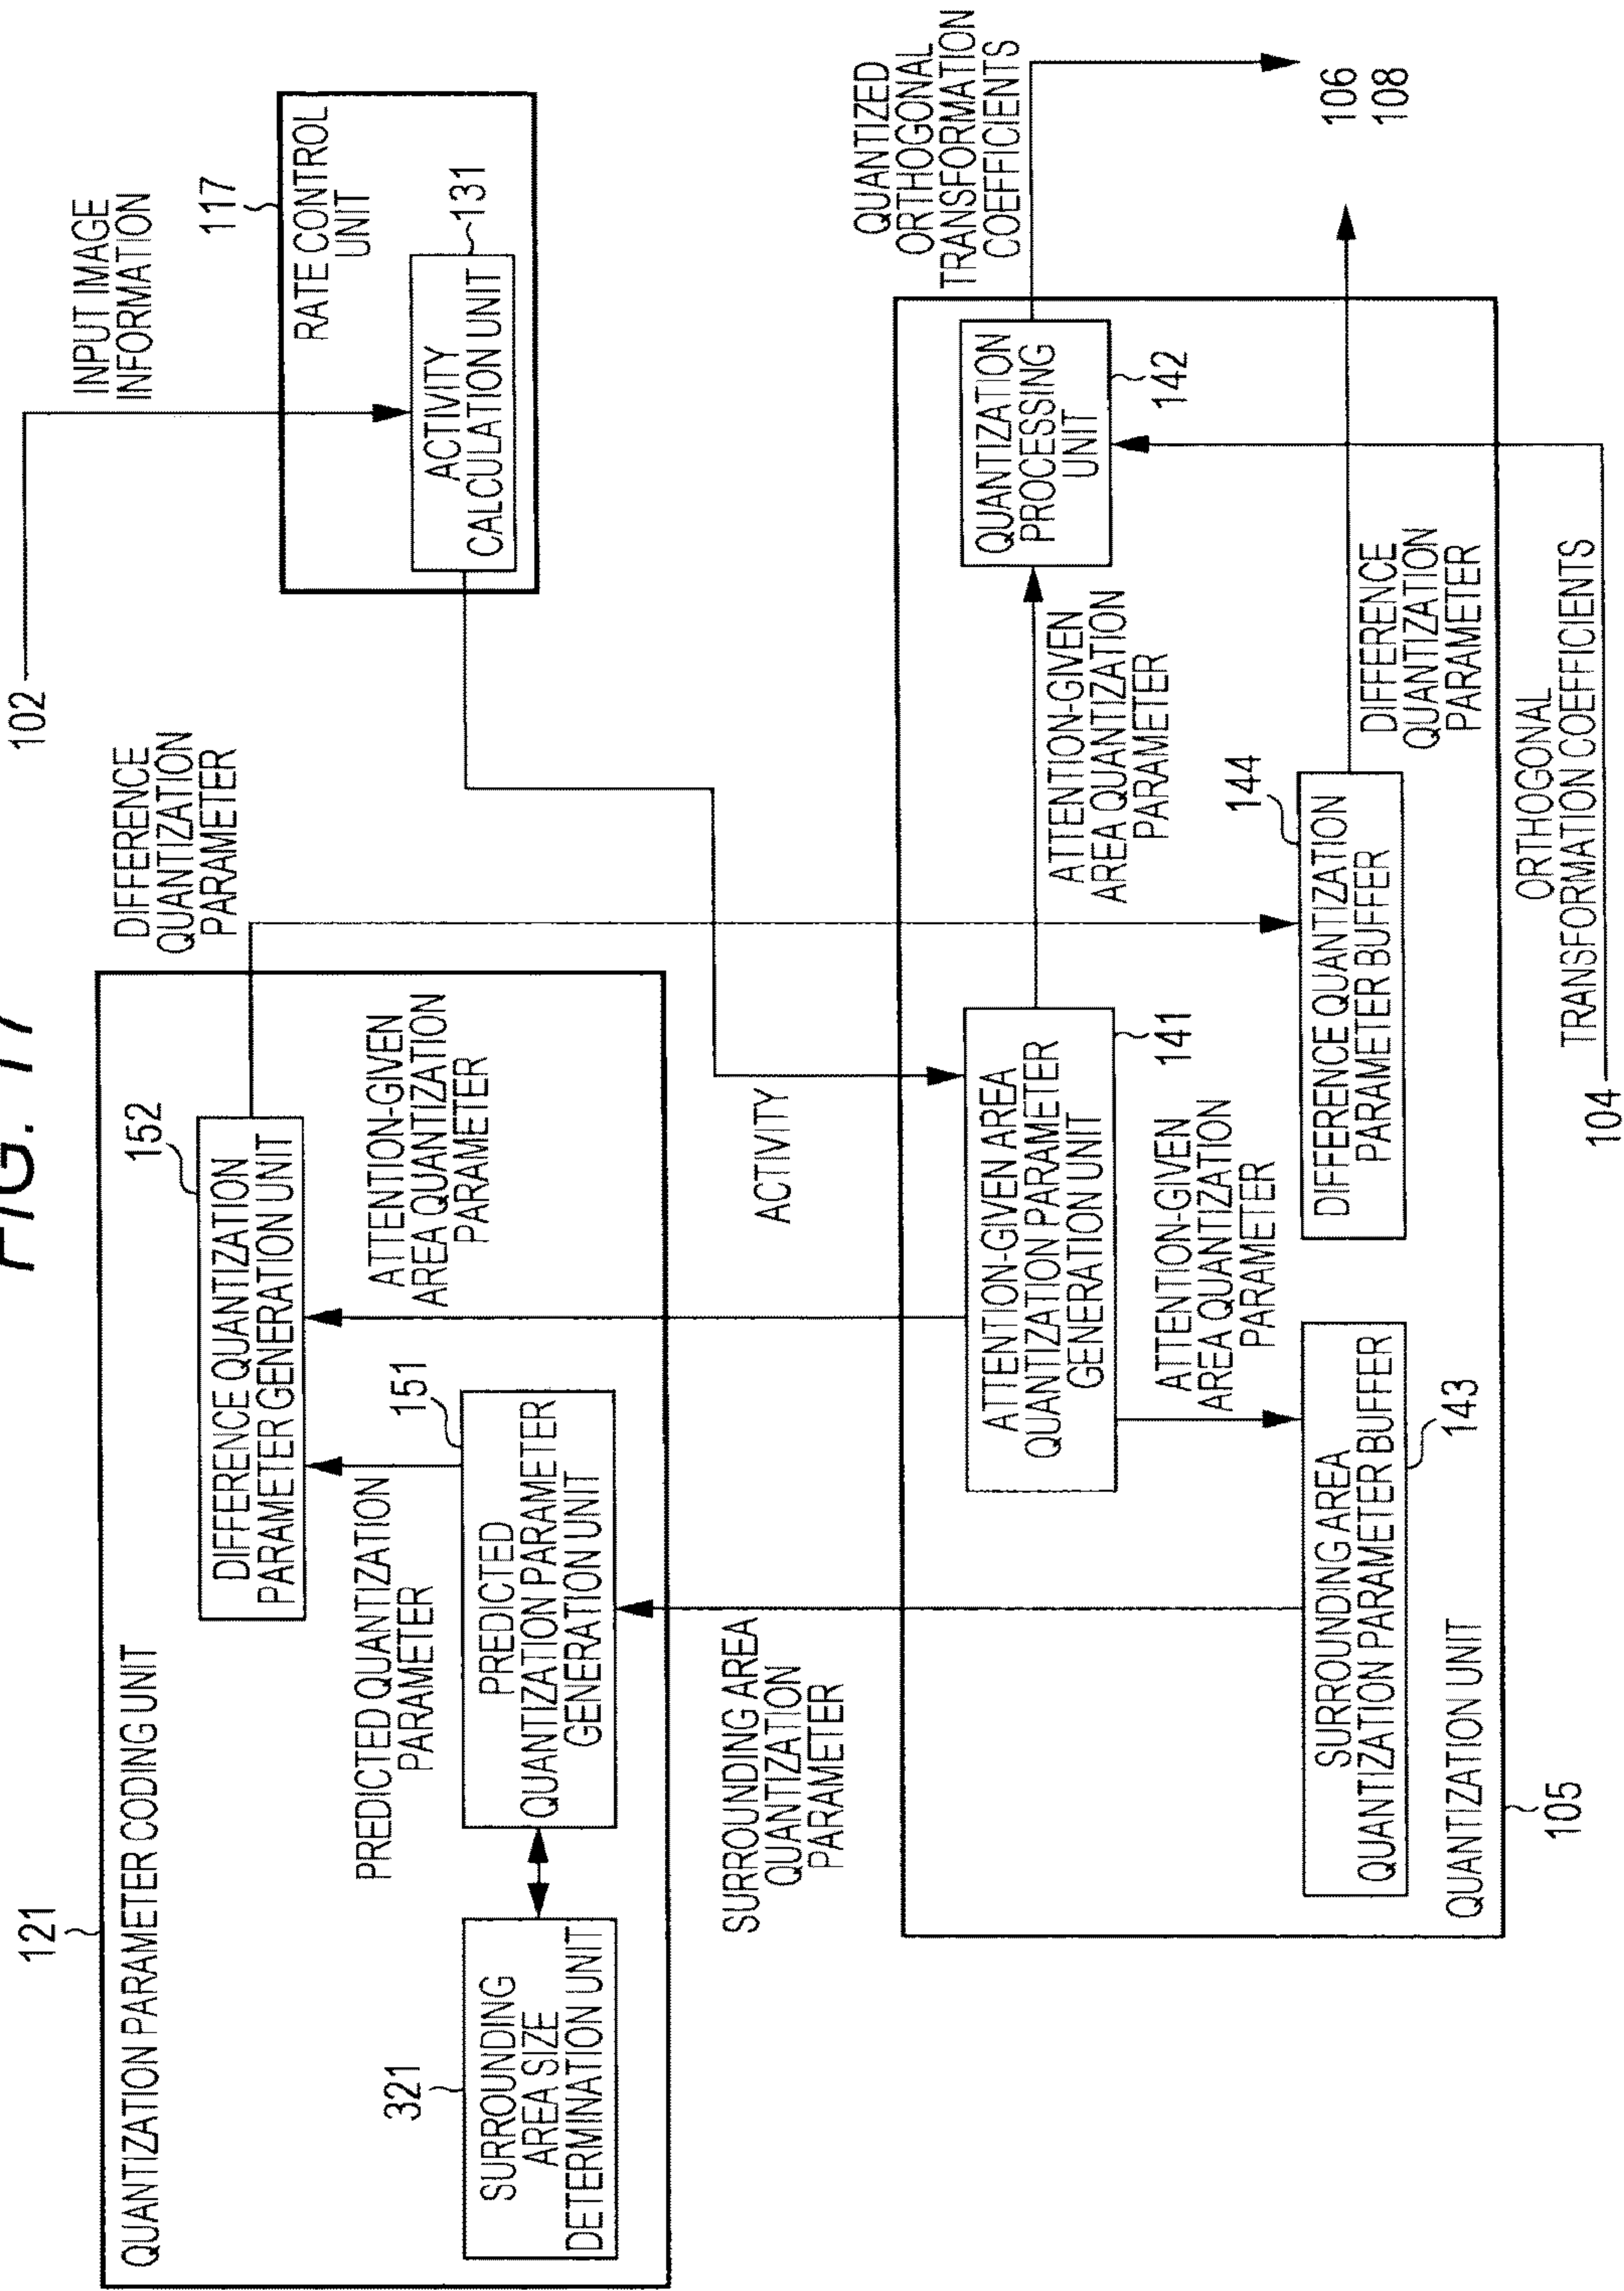 FIG. 17
102
INPUT IMAGE
INFORMATION
117
RATE CONTROL
UNIT
131
ACTIVITY
CALCULATION UNIT
121
QUANTIZATION PARAMETER CODING UNIT
152
DIFFERENCE QUANTIZATION
PARAMETER GENERATION UNIT
DIFFERENCE
QUANTIZATION
PARAMETER
PREDICTED QUANTIZATION
PARAMETER
ATTENTION-GIVEN
AREA QUANTIZATION
PARAMETER
321
SURROUNDING
AREA SIZE
DETERMINATION UNIT
151
PREDICTED
QUANTIZATION PARAMETER
GENERATION UNIT
SURROUNDING AREA
QUANTIZATION
PARAMETER
ACTIVITY
QUANTIZED
ORTHOGONAL
TRANSFORMATION
COEFFICIENTS
ATTENTION-GIVEN AREA
QUANTIZATION PARAMETER
GENERATION UNIT
141
ATTENTION-GIVEN
AREA QUANTIZATION
PARAMETER
QUANTIZATION
PROCESSING
UNIT
142
ATTENTION-GIVEN
AREA QUANTIZATION
PARAMETER
144
SURROUNDING AREA
QUANTIZATION PARAMETER BUFFER
143
DIFFERENCE QUANTIZATION
PARAMETER BUFFER
DIFFERENCE
QUANTIZATION
PARAMETER
106
108
QUANTIZATION UNIT
105
ORTHOGONAL
TRANSFORMATION COEFFICIENTS
104